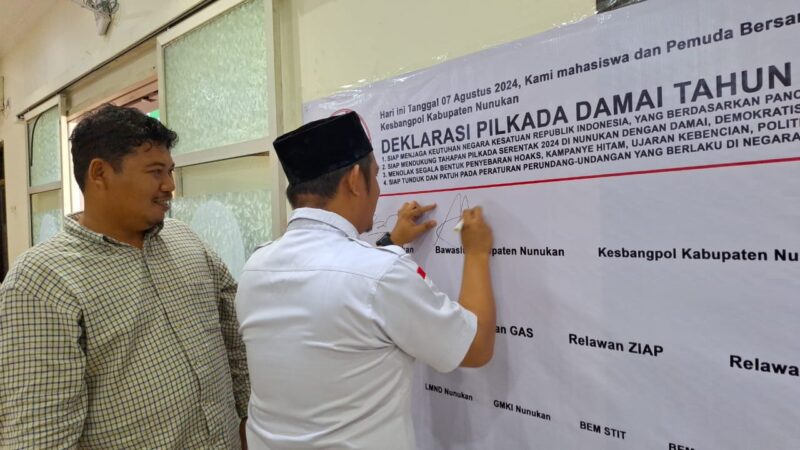 Hari ini Tanggal 07 Agustus 2024, Kami mahasiswa dan Pemuda Bersam
Kesbangpol Kabupaten Nunukan
DEKLARASI PILKADA DAMAI TAHUN
1. SIAP MENJAGA KEUTUHAN NEGARA KESATUAN REPUBLIK INDONESIA, YANG BERDASARKAN PANC
2. SIAP MENDUKUNG TAHAPAN PILKADA SERENTAK 2024 DI NUNUKAN DENGAN DAMAI, DEMOKRATIS
3. MENOLAK SEGALA BENTUK PENYEBARAN HOAKS, KAMPANYE HITAM, UJARAN KEBENCIAN, POLITI
4. SIAP TUNDUK DAN PATUH PADA PERATURAN PERUNDANG-UNDANGAN YANG BERLAKU DI NEGARA
Kabupaten Nunukan
Kesbangpol Kabupaten Nunu
GAS
Relawan ZIAP
Relawa
LMND Nunukan
GMKI Nunukan
BEM STIT
BEM